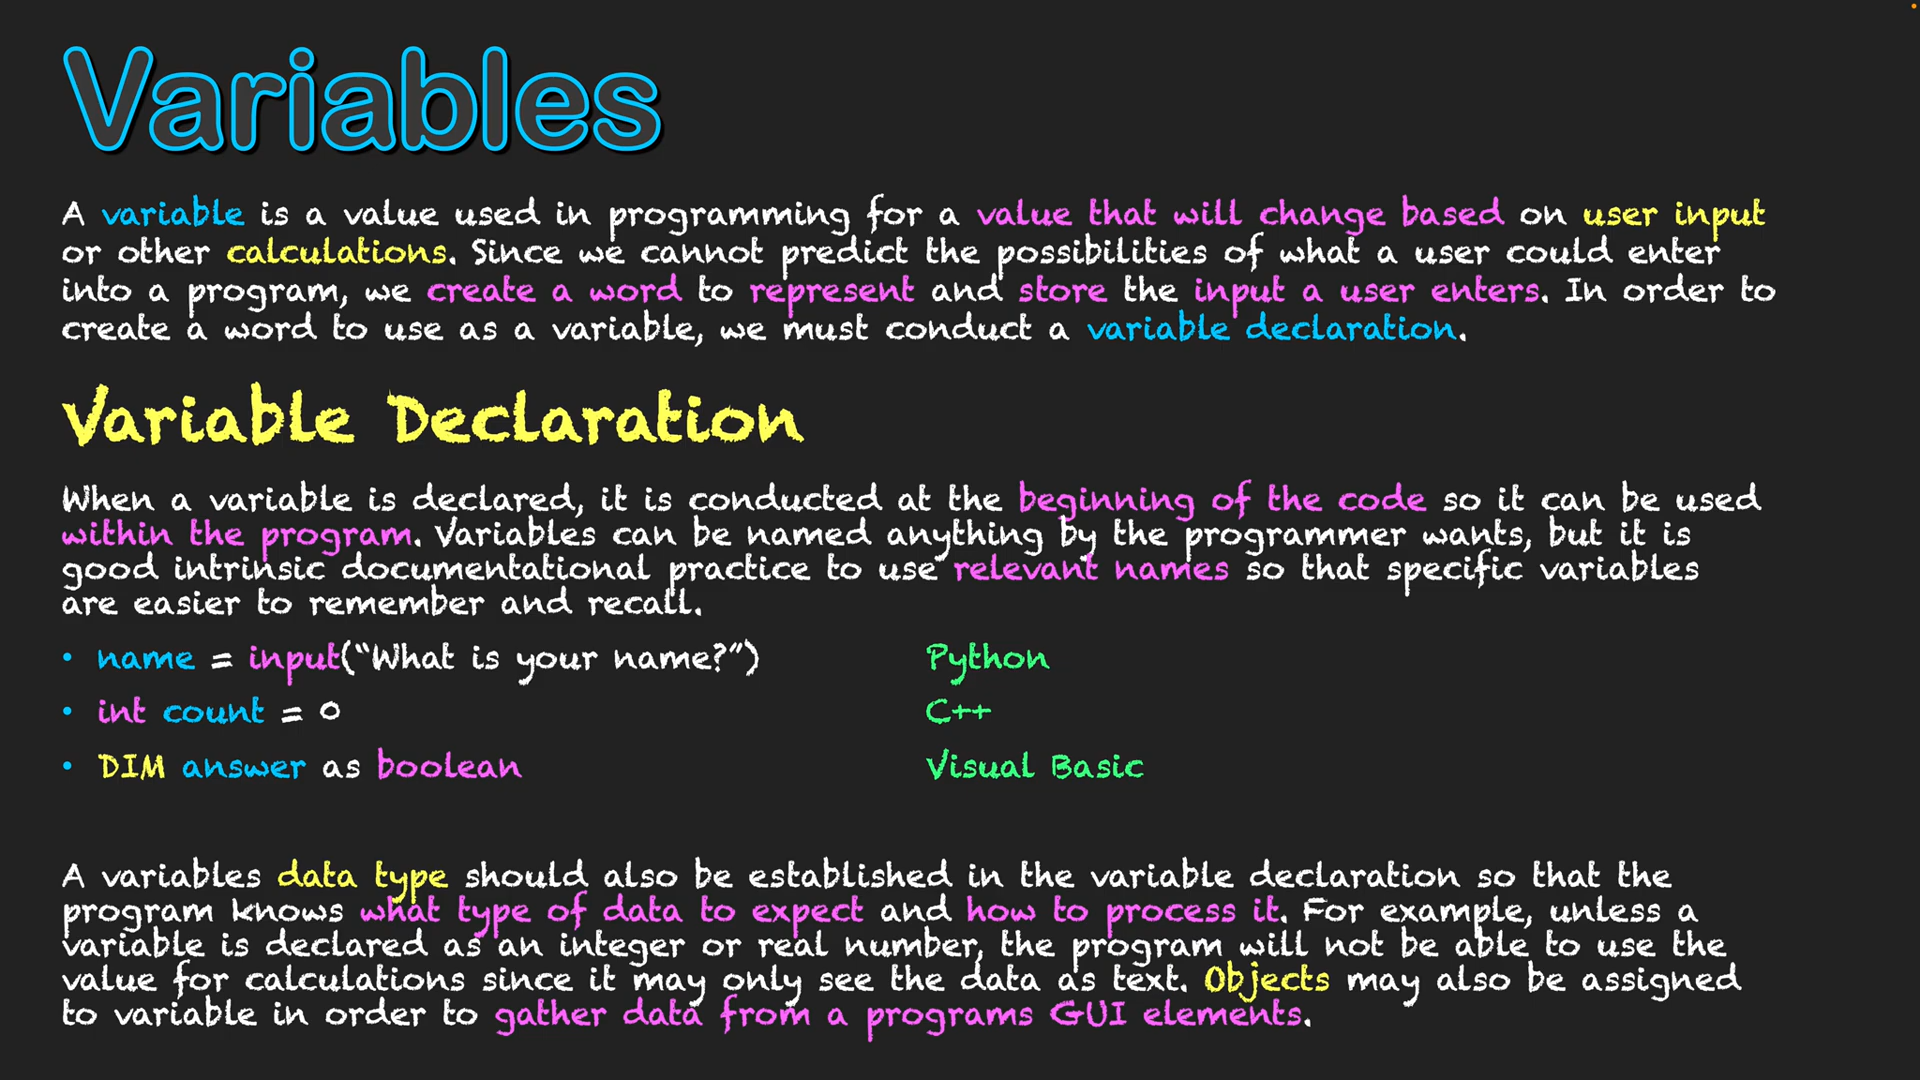 Variables
A variable is a value used in programming for a value that will change based on user input
or other calculations. Since we cannot predict the possibilities of what a user could enter
into a program, we create a word to represent and store the input a user enters. In order to
create a word to use as a variable, we must conduct a variable declaration.
Variable Declaration
When a variable is declared, it is conducted at the beginning of the code so it can be used
within the program. Variables can be named anything by the programmer wants, but it is
good intrinsic documentational practice to use relevant names so that specific variables
are easier to remember and recall.
• name = input(“What is your name?”) Python
• int count = 0 C++
• DIM answer as boolean Visual Basic
A variables data type should also be established in the variable declaration so that the
program knows what type of data to expect and how to process it. For example, unless a
variable is declared as an integer or real number, the program will not be able to use the
value for calculations since it may only see the data as text. Objects may also be assigned
to variable in order to gather data from a programs GUI elements.